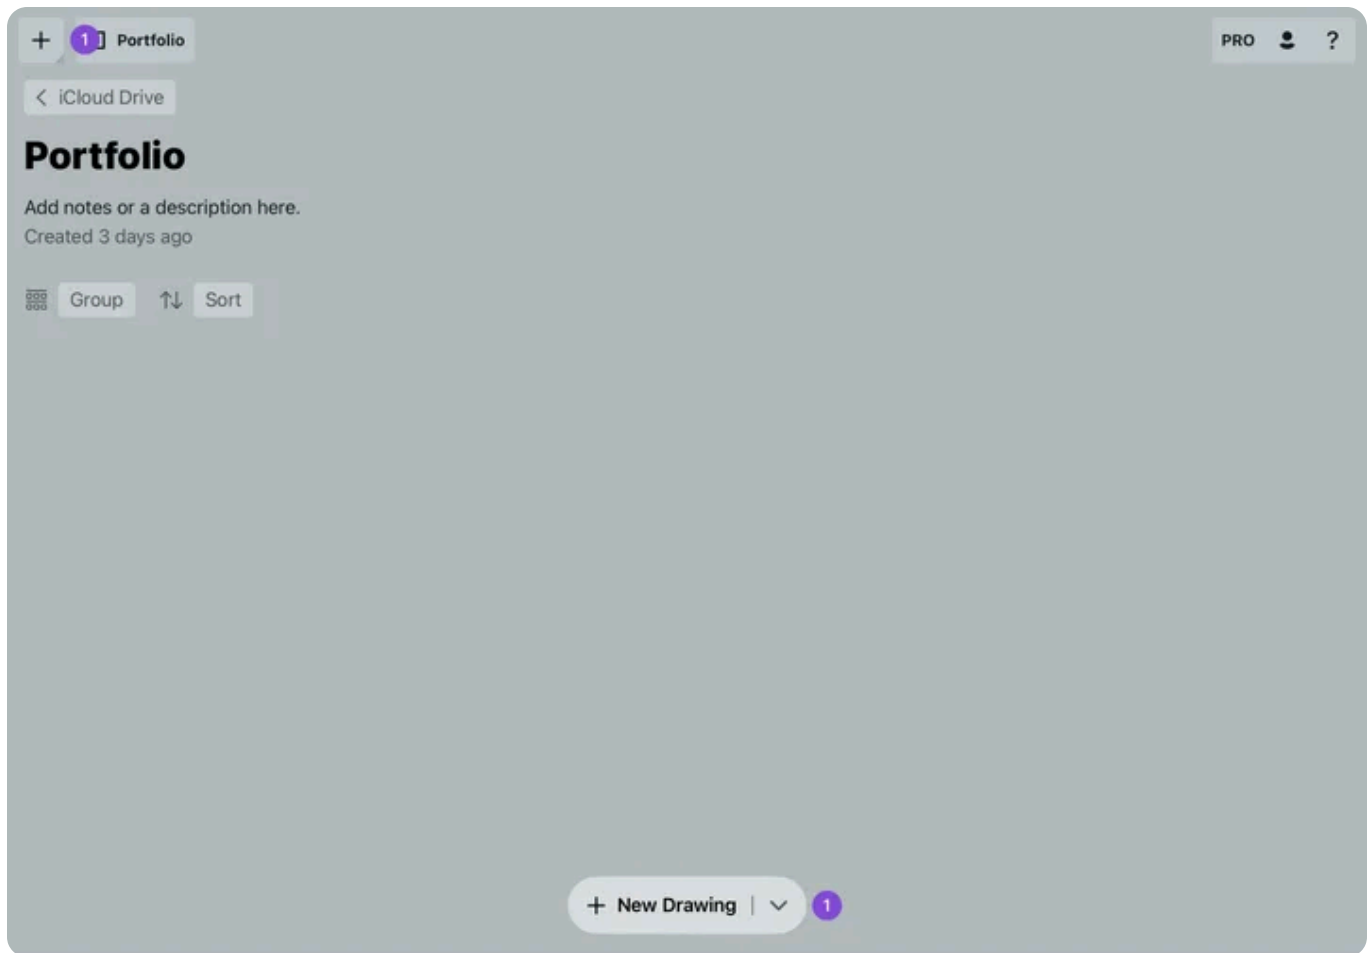 + 1 Portfolio PRO ?
iCloud Drive
Portfolio
Add notes or a description here.
Created 3 days ago
Group Sort
+ New Drawing | 1